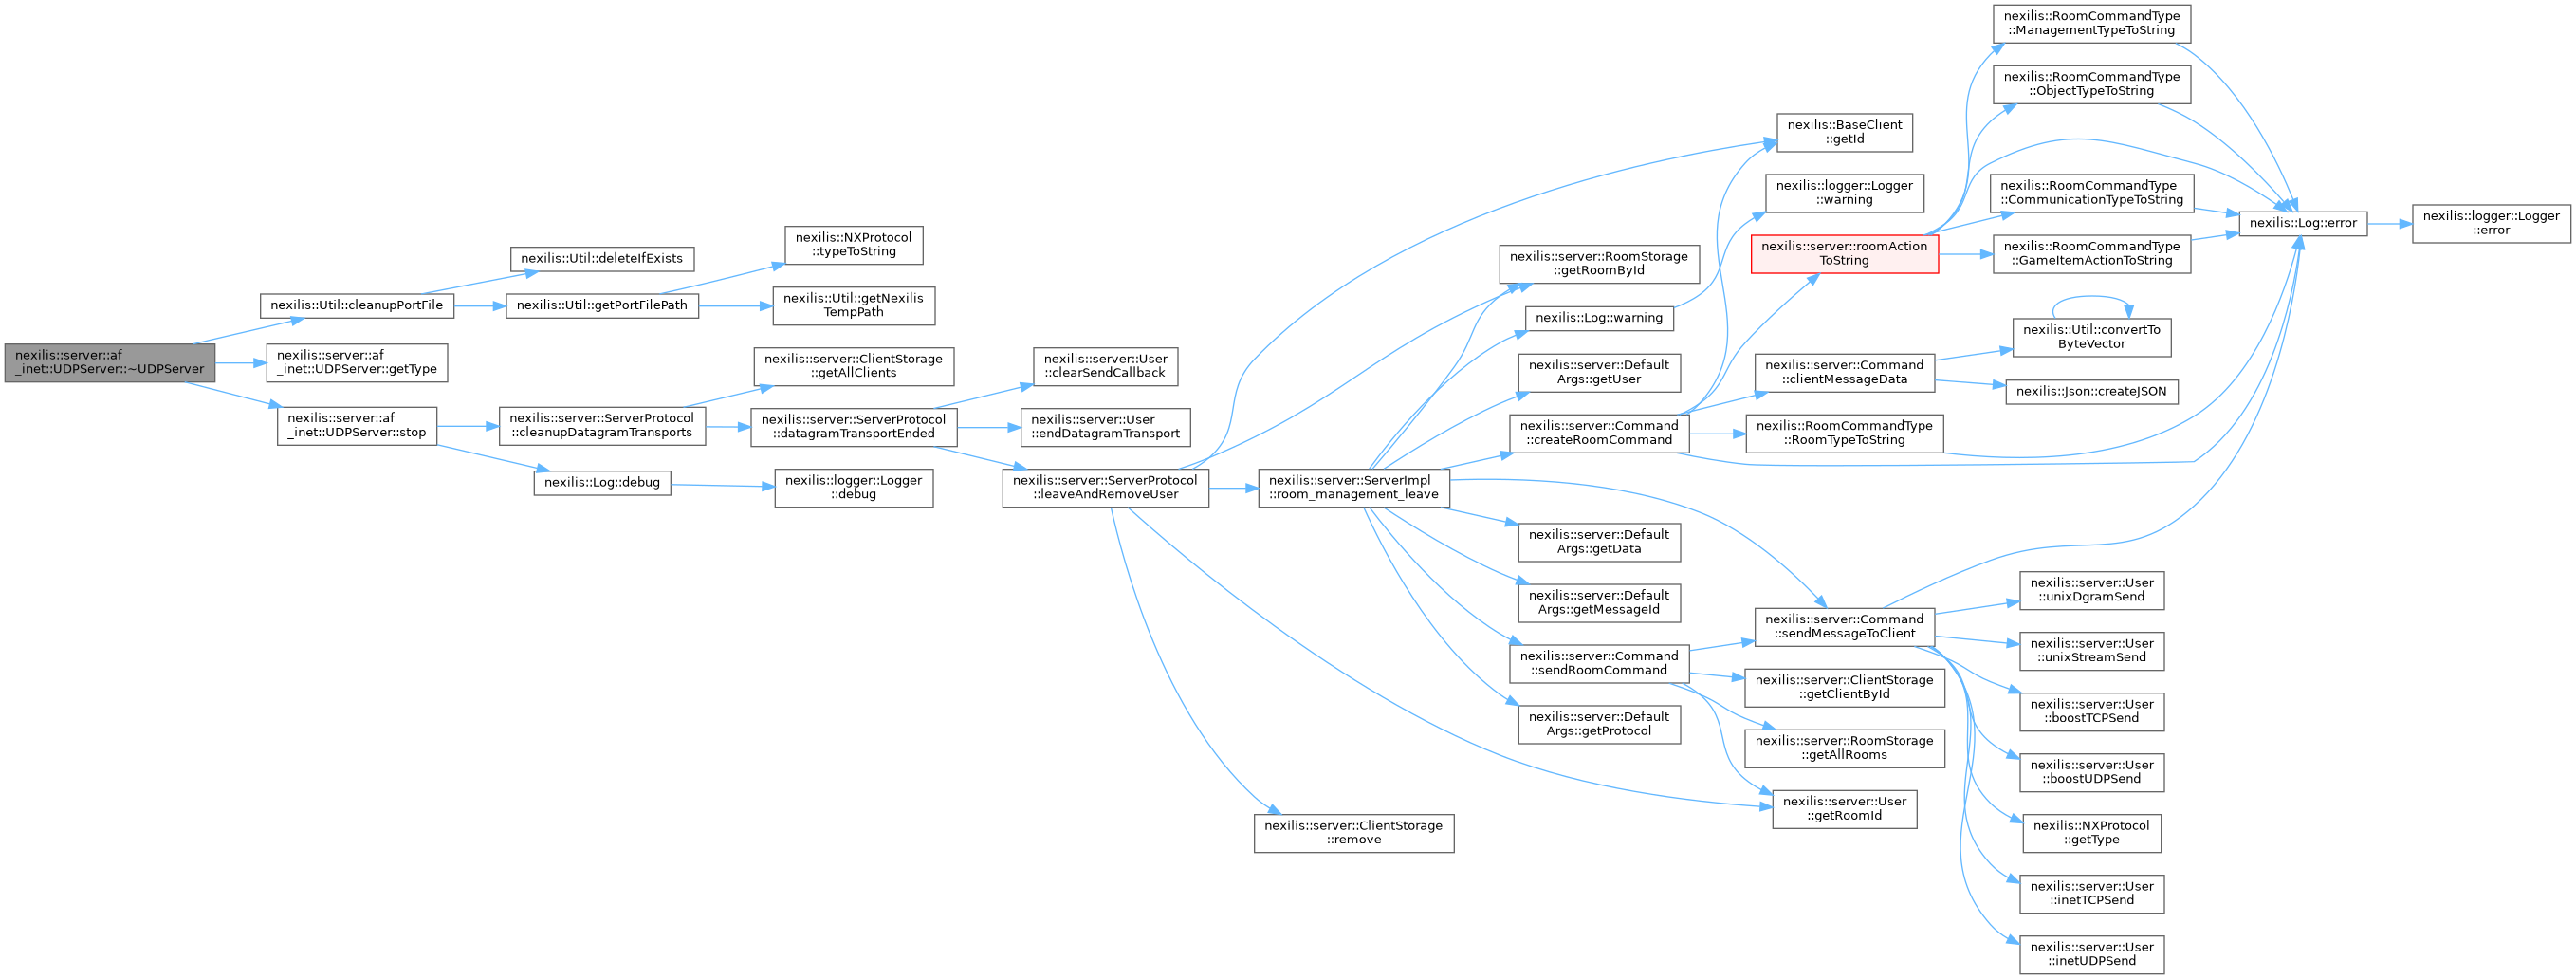 nexilis::server::af
_inet::UDPServer::~UDPServer
nexilis::Util::cleanupPortFile
nexilis::server::af
_inet::UDPServer::getType
nexilis::server::af
_inet::UDPServer::stop
nexilis::Util::deleteIfExists
nexilis::Util::getPortFilePath
nexilis::NXProtocol
::typeToString
nexilis::Util::getNexilis
TempPath
nexilis::server::ServerProtocol
::cleanupDatagramTransports
nexilis::Log::debug
nexilis::server::ClientStorage
::getAllClients
nexilis::server::ServerProtocol
::datagramTransportEnded
nexilis::logger::Logger
::debug
nexilis::server::User
::clearSendCallback
nexilis::server::User
::endDatagramTransport
nexilis::server::ServerProtocol
::leaveAndRemoveUser
nexilis::server::ServerImpl
::room_management_leave
nexilis::server::ClientStorage
::remove
nexilis::server::RoomStorage
::getRoomById
nexilis::Log::warning
nexilis::server::Default
Args::getUser
nexilis::server::Command
::createRoomCommand
nexilis::server::Default
Args::getData
nexilis::server::Default
Args::getMessageId
nexilis::server::Command
::sendRoomCommand
nexilis::server::Default
Args::getProtocol
nexilis::BaseClient
::getId
nexilis::logger::Logger
::warning
nexilis::server::roomAction
ToString
nexilis::server::Command
::clientMessageData
nexilis::RoomCommandType
::RoomTypeToString
nexilis::server::Command
::sendMessageToClient
nexilis::server::ClientStorage
::getClientById
nexilis::server::RoomStorage
::getAllRooms
nexilis::server::User
::getRoomId
nexilis::RoomCommandType
::ManagementTypeToString
nexilis::RoomCommandType
::ObjectTypeToString
nexilis::RoomCommandType
::CommunicationTypeToString
nexilis::RoomCommandType
::GameItemActionToString
nexilis::Util::convertTo
ByteVector
nexilis::Json::createJSON
nexilis::server::User
::unixDgramSend
nexilis::server::User
::unixStreamSend
nexilis::server::User
::boostTCPSend
nexilis::server::User
::boostUDPSend
nexilis::NXProtocol
::getType
nexilis::server::User
::inetTCPSend
nexilis::server::User
::inetUDPSend
nexilis::Log::error
nexilis::logger::Logger
::error